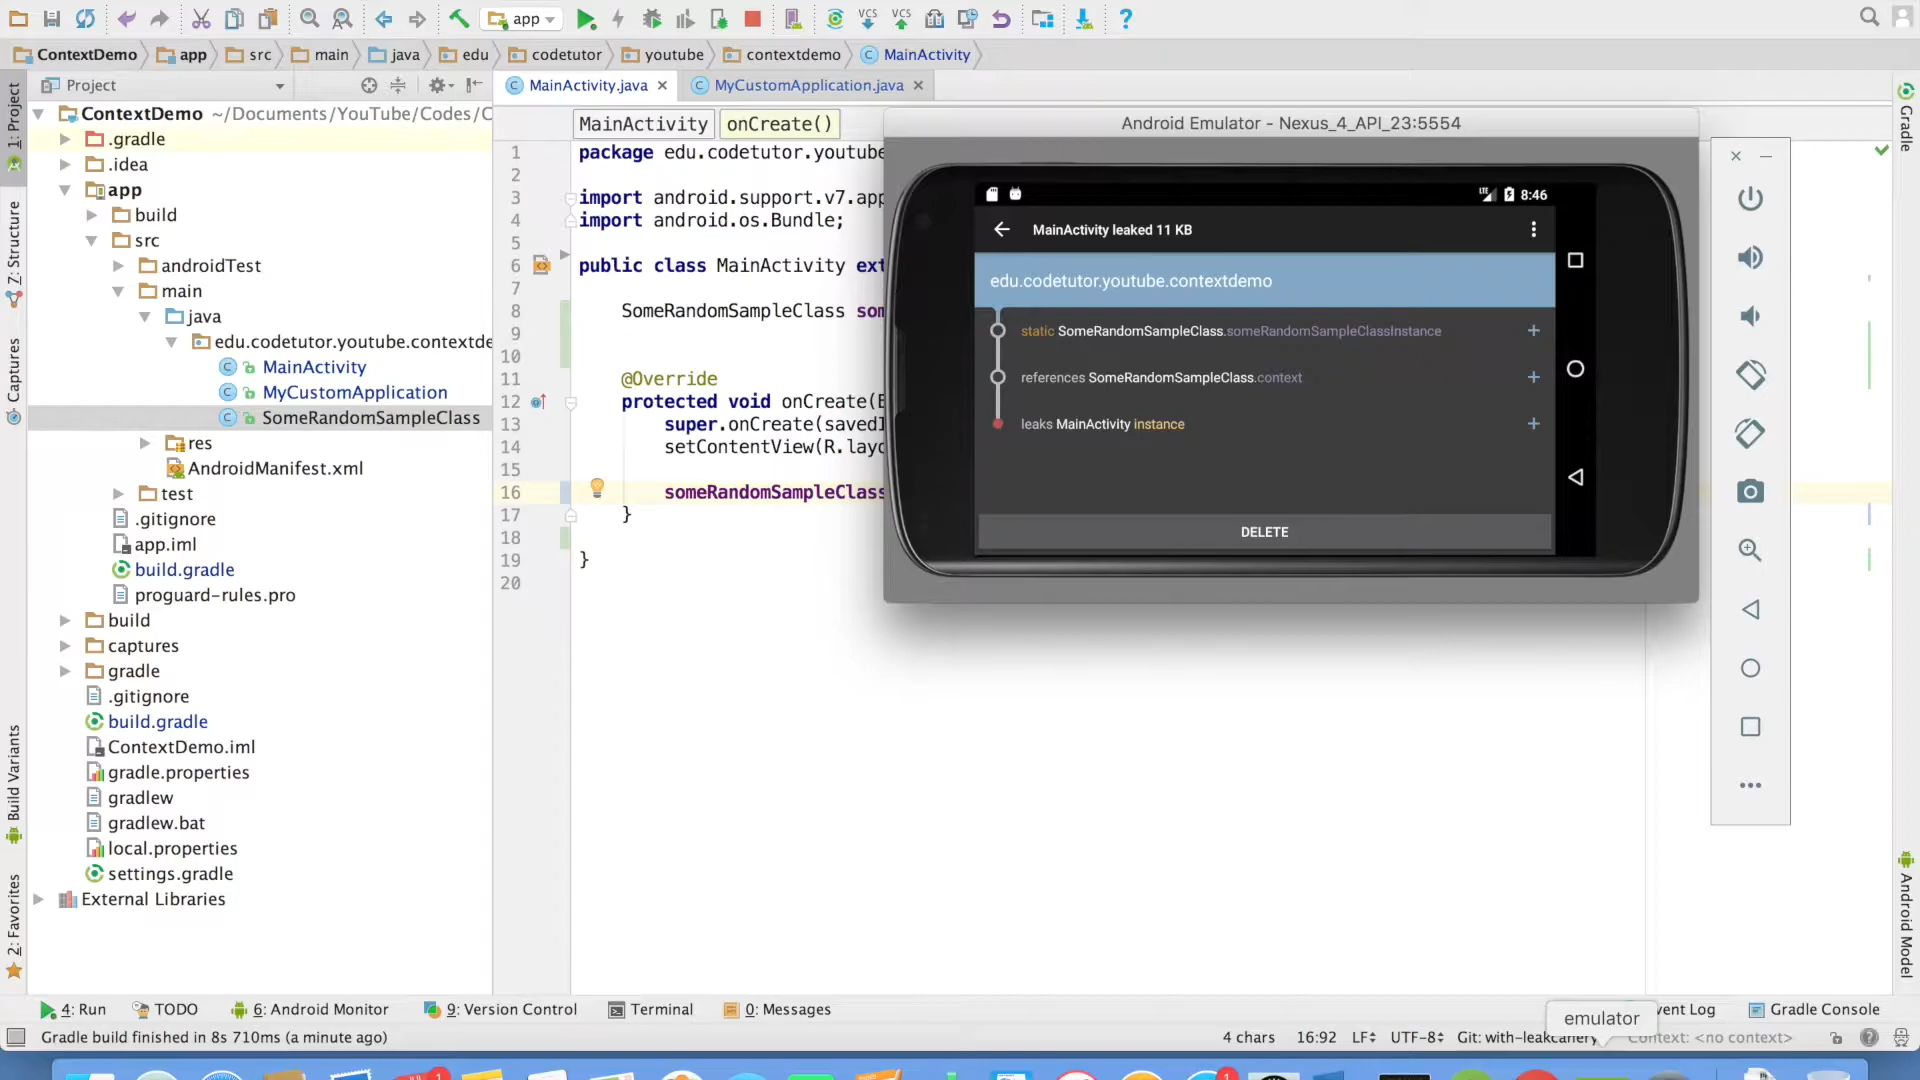 app
VCS
VCS
?
ContextDemo
app
src
main
java
edu
codetutor
youtube
contextdemo
MainActivity
Project
MainActivity.java
MyCustomApplication.java
1: Project
Z: Structure
Captures
Build Variants
2: Favorites
ContextDemo ~/Documents/YouTube/Codes/C
.gradle
.idea
app
build
src
androidTest
main
java
edu.codetutor.youtube.contextde
MainActivity
MyCustomApplication
SomeRandomSampleClass
res
AndroidManifest.xml
test
.gitignore
app.iml
build.gradle
proguard-rules.pro
build
captures
gradle
.gitignore
build.gradle
ContextDemo.iml
gradle.properties
gradlew
gradlew.bat
local.properties
settings.gradle
External Libraries
MainActivity
onCreate()
1 package edu.codetutor.youtube
2
3 import android.support.v7.app
4 import android.os.Bundle;
5
6 public class MainActivity ext
7
8 SomeRandomSampleClass som
9
10
11 @Override
12 protected void onCreate(B
13 super.onCreate(savedI
14 setContentView(R.layo
15
16 someRandomSampleClass
17 }
18
19 }
20
Android Emulator - Nexus_4_API_23:5554
LTE 8:46
MainActivity leaked 11 KB
edu.codetutor.youtube.contextdemo
static SomeRandomSampleClass.someRandomSampleClassInstance +
references SomeRandomSampleClass.context +
leaks MainActivity instance +
DELETE
Gradle
Android Model
4: Run
TODO
6: Android Monitor
9: Version Control
Terminal
0: Messages
vent Log
Gradle Console
emulator
Gradle build finished in 8s 710ms (a minute ago)
4 chars
16:92
LF
UTF-8
Git: with-leakcanery
Context: <no context>
1
1